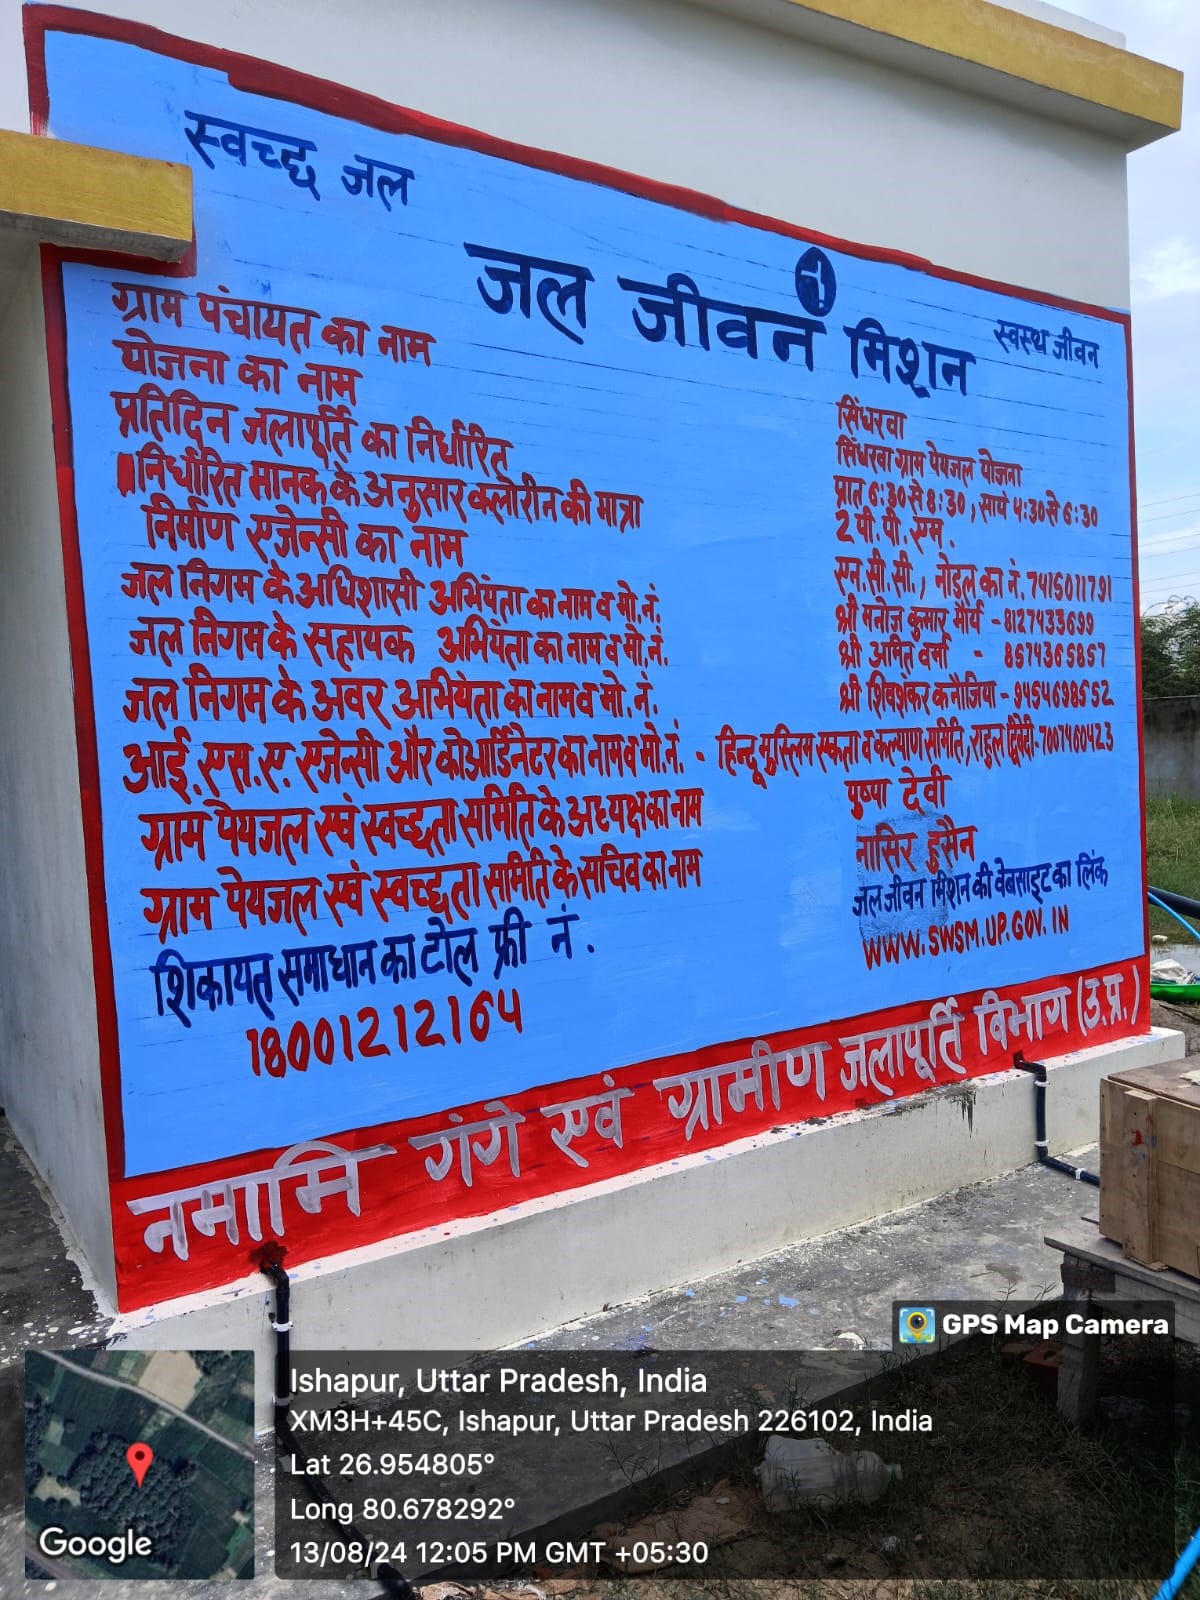 स्वच्छ जल
जल जीवन मिशन
स्वस्थ जीवन
ग्राम पंचायत का नाम सिंधरवा
योजना का नाम सिंधरवा ग्राम पेयजल योजना
प्रतिदिन जलापूर्ति का निर्धारित प्रात 6:30 से 8:30, सायं 4:30 से 6:30
निर्धारित मानक के अनुसार क्लोरीन की मात्रा 2 पी. पी. एम.
निर्माण एजेन्सी का नाम एन.सी.सी., नोडल का नं. 7415011791
जल निगम के अधिशासी अभियंता का नाम व मो. नं. श्री मनोज कुमार मौर्य - 8127433699
जल निगम के सहायक अभियंता का नाम व मो. नं. श्री अमित वर्मा - 8574365857
जल निगम के अवर अभियंता का नाम व मो. नं. श्री शिवशंकर कनौजिया - 9454698552
आई. एस. ए. एजेन्सी और कोआर्डिनेटर का नाम व मो. नं. - हिन्दू मुस्लिम एकता व कल्याण समिति, राहुल द्विवेदी - 7007460423
ग्राम पेयजल एवं स्वच्छता समिति के अध्यक्ष का नाम पुष्पा देवी
ग्राम पेयजल एवं स्वच्छता समिति के सचिव का नाम नासिर हुसैन
शिकायत समाधान का टोल फ्री नं. जल जीवन मिशन की वेबसाइट का लिंक
18001212164 WWW.SWSM.UP.GOV.IN
नमामि गंगे एवं ग्रामीण जलापूर्ति विभाग (उ.प्र.)
GPS Map Camera
Ishapur, Uttar Pradesh, India
XM3H+45C, Ishapur, Uttar Pradesh 226102, India
Lat 26.954805°
Long 80.678292°
13/08/24 12:05 PM GMT +05:30
Google